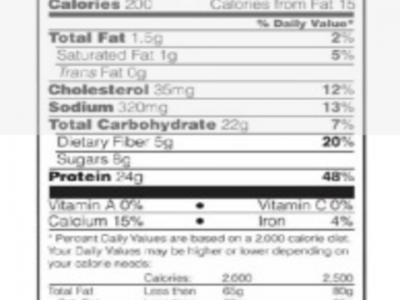 Calories 200 Calories from Fat 15
% Daily Value*
Total Fat 1.5g 2%
Saturated Fat 1g 5%
Trans Fat 0g
Cholesterol 35mg 12%
Sodium 320mg 13%
Total Carbohydrate 22g 7%
Dietary Fiber 5g 20%
Sugars 8g
Protein 24g 48%
Vitamin A 0% • Vitamin C 0%
Calcium 15% • Iron 4%
* Percent Daily Values are based on a 2,000 calorie diet.
Your Daily Values may be higher or lower depending on
your calorie needs:
Calories: 2,000 2,500
Total Fat Less than 65g 80g